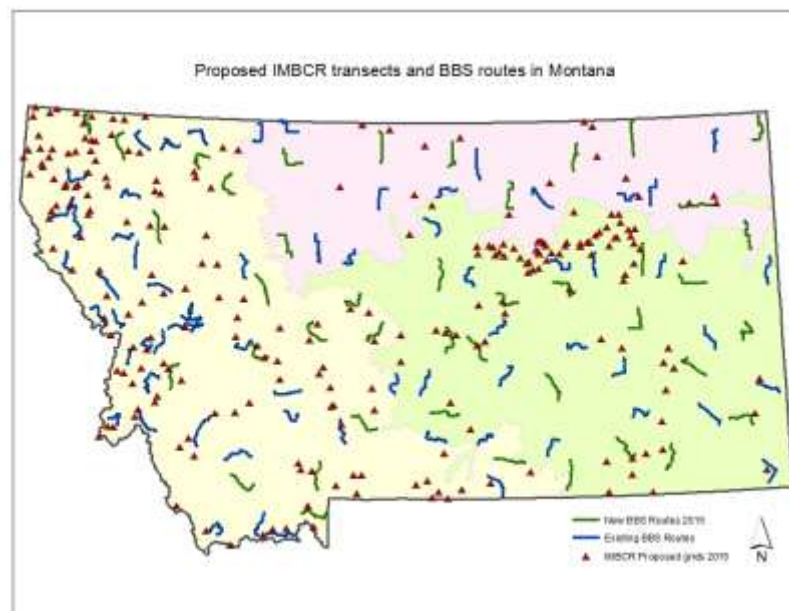 Proposed IMBCR transects and BBS routes in Montana
New BBS Routes 2015
Existing BBS Routes
IMBCR Proposed grids 2015
N